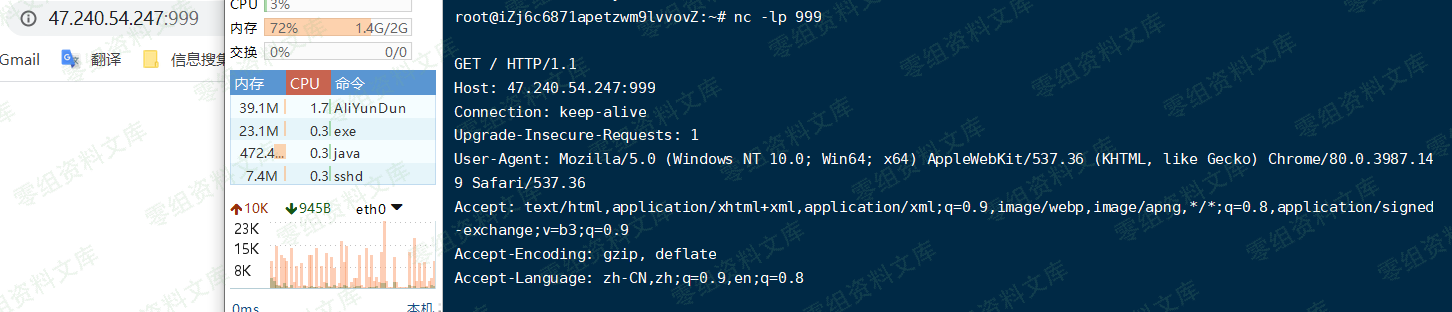 47.240.54.247:999
Gmail
翻译
信息搜集
CPU 3%
内存 72% 1.4G/2G
交换 0% 0/0
内存 CPU 命令
39.1M 1.7 AliYunDun
23.1M 0.3 exe
472.4... 0.3 java
7.4M 0.3 sshd
10K 945B eth0
23K
15K
8K
0ms 本机
root@iZj6c6871apetzwm9lvvovZ:~# nc -lp 999
GET / HTTP/1.1
Host: 47.240.54.247:999
Connection: keep-alive
Upgrade-Insecure-Requests: 1
User-Agent: Mozilla/5.0 (Windows NT 10.0; Win64; x64) AppleWebKit/537.36 (KHTML, like Gecko) Chrome/80.0.3987.14
9 Safari/537.36
Accept: text/html,application/xhtml+xml,application/xml;q=0.9,image/webp,image/apng,*/*;q=0.8,application/signed
-exchange;v=b3;q=0.9
Accept-Encoding: gzip, deflate
Accept-Language: zh-CN,zh;q=0.9,en;q=0.8
零组资料文库